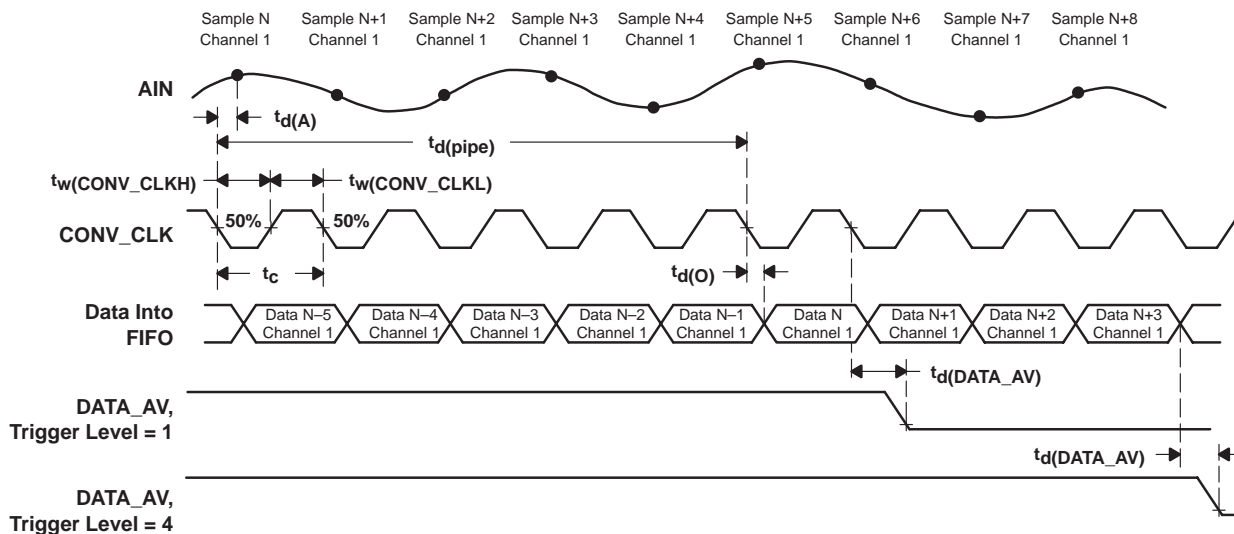 Sample N Sample N+1 Sample N+2 Sample N+3 Sample N+4 Sample N+5 Sample N+6 Sample N+7 Sample N+8
Channel 1 Channel 1 Channel 1 Channel 1 Channel 1 Channel 1 Channel 1 Channel 1 Channel 1
AIN
td(A)
td(pipe)
tw(CONV_CLKH) tw(CONV_CLKL)
50% 50%
CONV_CLK
tc
td(O)
Data Into
FIFO
Data N–5 Data N–4 Data N–3 Data N–2 Data N–1 Data N Data N+1 Data N+2 Data N+3
Channel 1 Channel 1 Channel 1 Channel 1 Channel 1 Channel 1 Channel 1 Channel 1 Channel 1
td(DATA_AV)
DATA_AV,
Trigger Level = 1
td(DATA_AV)
DATA_AV,
Trigger Level = 4